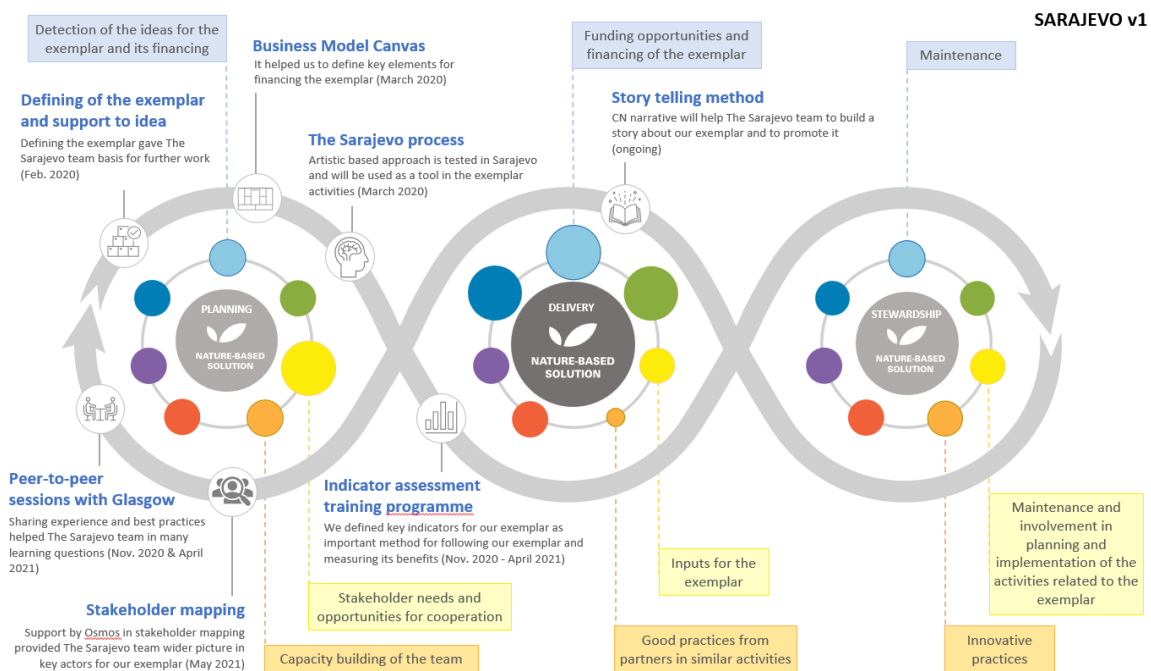 SARAJEVO v1
Detection of the ideas for the
exemplar and its financing
Business Model Canvas
It helped us to define key elements for
financing the exemplar (March 2020)
Funding opportunities and
financing of the exemplar
Maintenance
Defining of the exemplar
and support to idea
Defining the exemplar gave The
Sarajevo team basis for further work
(Feb. 2020)
The Sarajevo process
Artistic based approach is tested in Sarajevo
and will be used as a tool in the exemplar
activities (March 2020)
Story telling method
CN narrative will help The Sarajevo team to build a
story about our exemplar and to promote it
(ongoing)
PLANNING
NATURE-BASED
SOLUTION
DELIVERY
NATURE-BASED
SOLUTION
STEWARDSHIP
NATURE-BASED
SOLUTION
Peer-to-peer
sessions with Glasgow
Sharing experience and best practices
helped The Sarajevo team in many
learning questions (Nov. 2020 & April
2021)
Indicator assessment
training programme
We defined key indicators for our exemplar as
important method for following our exemplar and
measuring its benefits (Nov. 2020 - April 2021)
Stakeholder mapping
Support by Osmos in stakeholder mapping
provided The Sarajevo team wider picture in
key actors for our exemplar (May 2021)
Stakeholder needs and
opportunities for cooperation
Capacity building of the team
Inputs for the
exemplar
Good practices from
partners in similar activities
Maintenance and
involvement in
planning and
implementation of the
activities related to the
exemplar
Innovative
practices